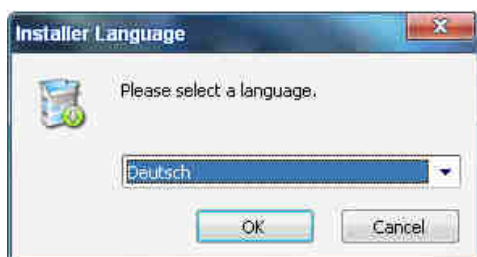 Installer Language
Please select a language.
Deutsch
OK
Cancel